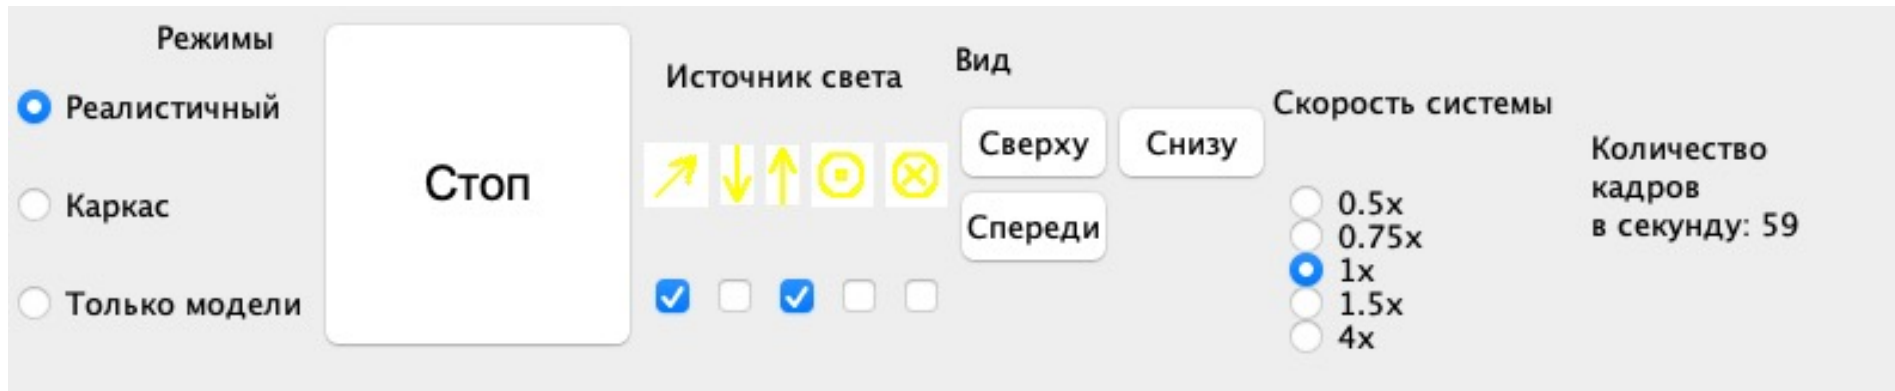 Режимы
Реалистичный
Каркас
Только модели
Стоп
Источник света
Вид
Сверху
Снизу
Спереди
Скорость системы
0.5x
0.75x
1x
1.5x
4x
Количество
кадров
в секунду: 59